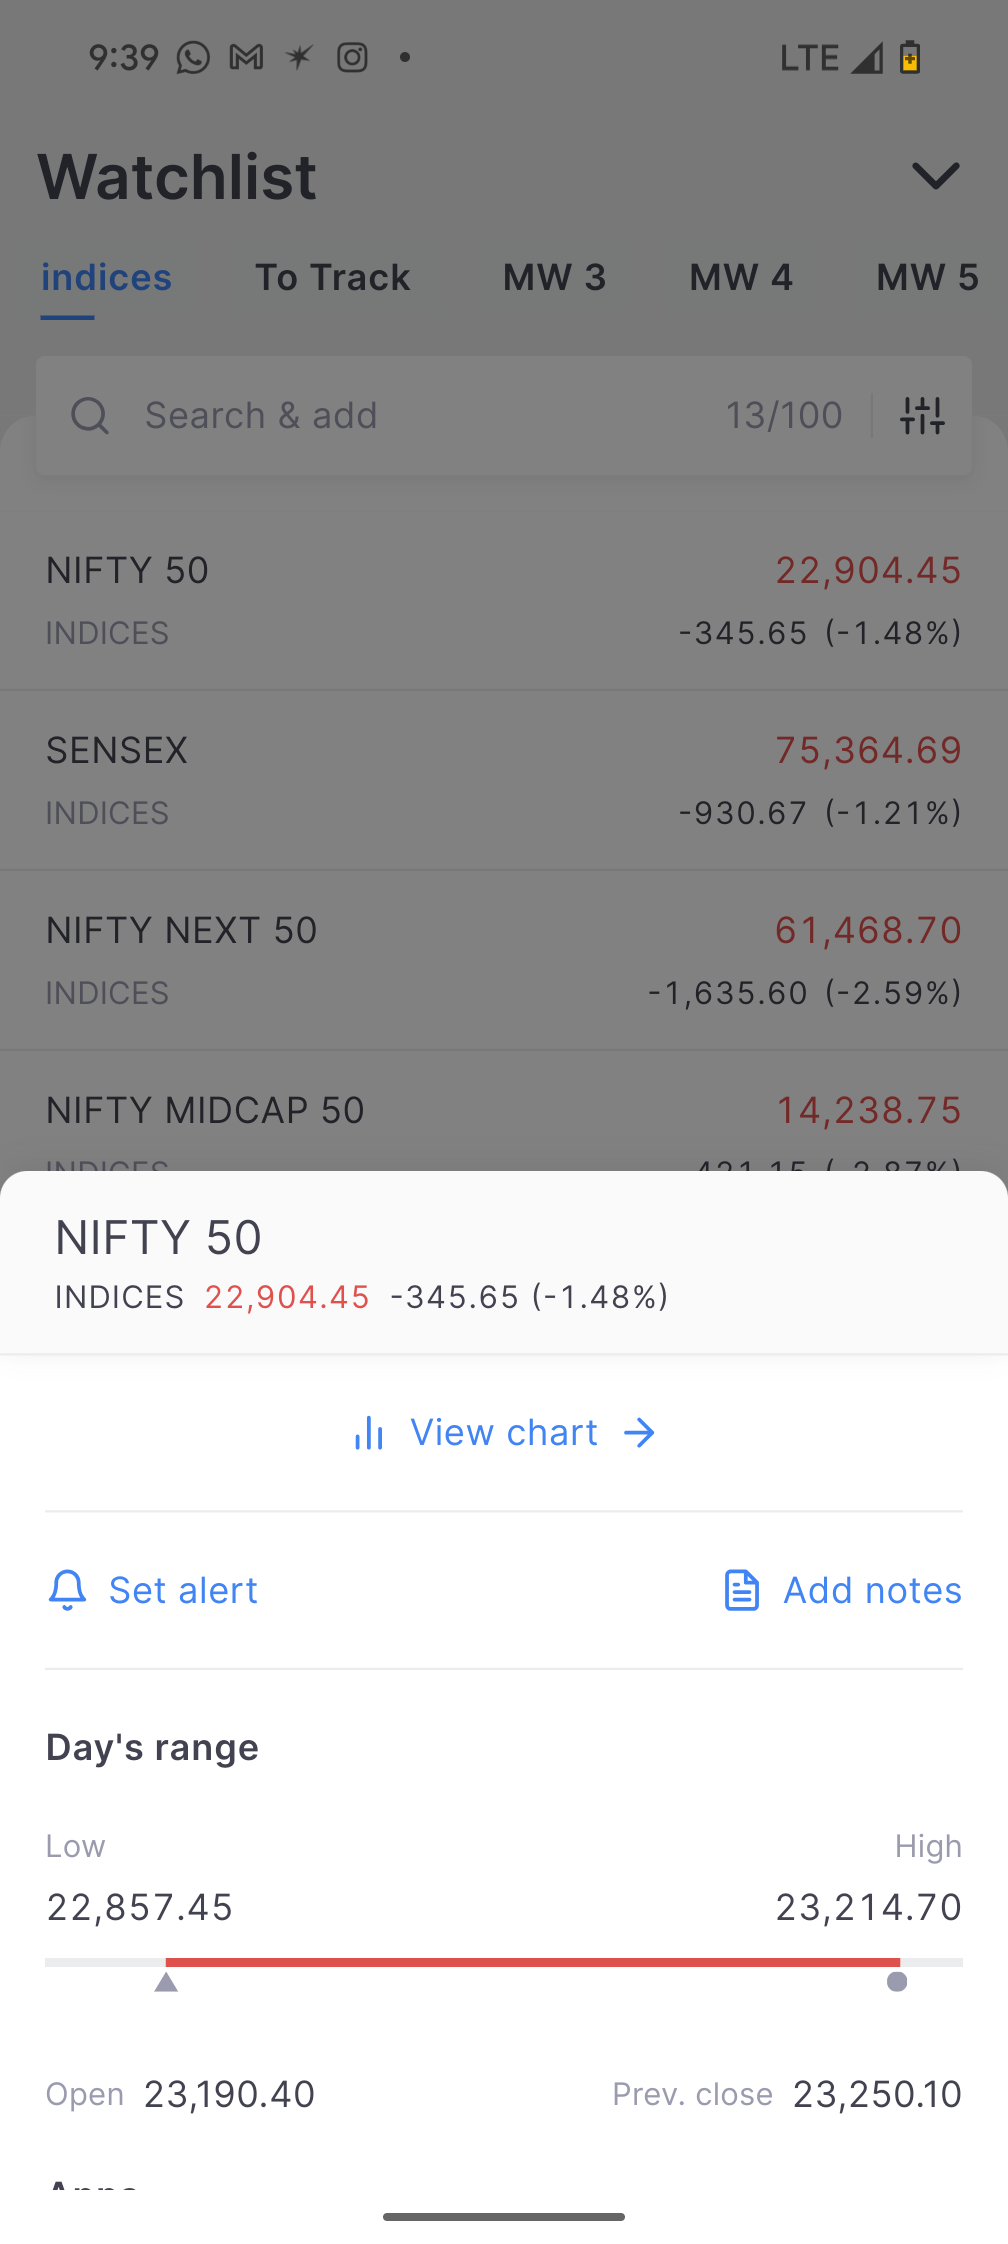 9:39 LTE
Watchlist
indices To Track MW 3 MW 4 MW 5
Search & add 13/100
NIFTY 50 22,904.45
INDICES -345.65 (-1.48%)
SENSEX 75,364.69
INDICES -930.67 (-1.21%)
NIFTY NEXT 50 61,468.70
INDICES -1,635.60 (-2.59%)
NIFTY MIDCAP 50 14,238.75
INDICES
NIFTY 50
INDICES 22,904.45 -345.65 (-1.48%)
View chart
Set alert Add notes
Day's range
Low High
22,857.45 23,214.70
Open 23,190.40 Prev. close 23,250.10